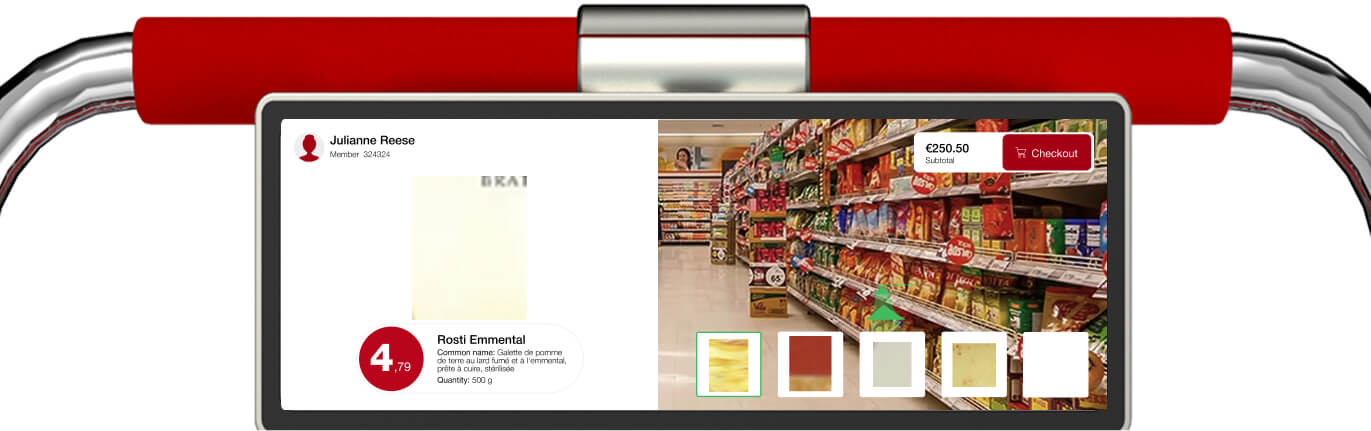 Julianne Reese
Member 324324
BRAT
4,79
Rosti Emmental
Common name: Galette de pomme
de terre au lard fumé et à l'emmental,
prête à cuire, stérilisée
Quantity: 500 g
€250.50
Subtotal
Checkout
65